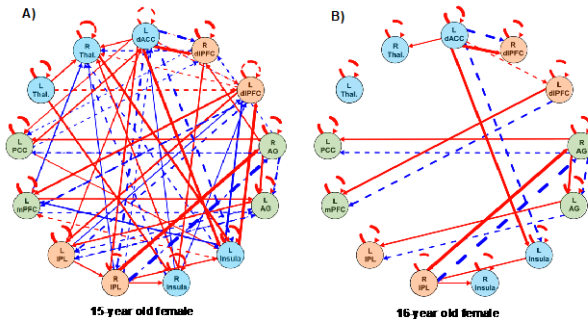 A)
B)
L
dACC
R
Thal.
R
dlPFC
L
Thal.
L
dlPFC
L
PCC
R
AG
L
mPFC
L
AG
L
IPL
L
Insula
R
IPL
R
Insula
15-year old female
L
dACC
R
Thal.
R
dlPFC
L
Thal.
L
dlPFC
L
PCC
R
AG
L
mPFC
L
AG
L
IPL
L
Insula
R
IPL
R
Insula
16-year old female